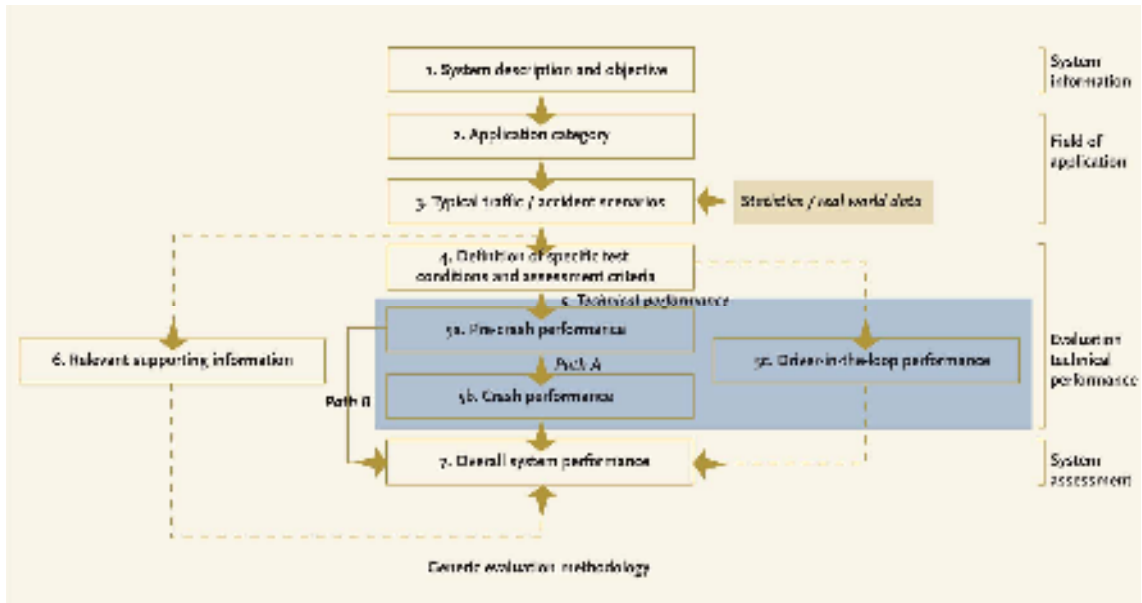 1. System description and objective
System
information
2. Application category
Field of
application
3. Typical traffic / accident scenarios
Statistics / real world data
4. Definition of specific test
conditions and assessment criteria
5. Technical performance
5a. Pre-crash performance
Evaluation
technical
performance
6. Relevant supporting information
Path A
5c. Driver-in-the-loop performance
Path B
5b. Crash performance
7. Overall system performance
System
assessment
Generic evaluation methodology